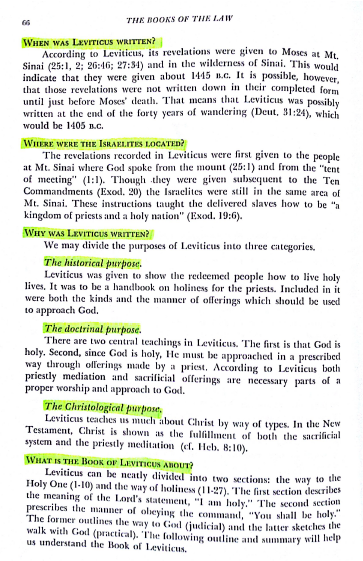 66
THE BOOKS OF THE LAW
WHEN WAS LEVITICUS WRITTEN?
According to Leviticus, its revelations were given to Moses at Mt.
Sinai (25:1, 2; 26:46; 27:34) and in the wilderness of Sinai. This would
indicate that they were given about 1445 B.C. It is possible, however,
that those revelations were not written down in their completed form
until just before Moses' death. That means that Leviticus was possibly
written at the end of the forty years of wandering (Deut. 31:24), which
would be 1405 B.C.
WHERE WERE THE ISRAELITES LOCATED?
The revelations recorded in Leviticus were first given to the people
at Mt. Sinai where God spoke from the mount (25:1) and from the "tent
of meeting" (1:1). Though they were given subsequent to the Ten
Commandments (Exod. 20) the Israelites were still in the same area of
Mt. Sinai. These instructions taught the delivered slaves how to be "a
kingdom of priests and a holy nation" (Exod. 19:6).
WHY WAS LEVITICUS WRITTEN?
We may divide the purposes of Leviticus into three categories.
The historical purpose.
Leviticus was given to show the redeemed people how to live holy
lives. It was to be a handbook on holiness for the priests. Included in it
were both the kinds and the manner of offerings which should be used
to approach God.
The doctrinal purpose.
There are two central teachings in Leviticus. The first is that God is
holy. Second, since God is holy, He must be approached in a prescribed
way through offerings made by a priest. According to Leviticus both
priestly mediation and sacrificial offerings are necessary parts of a
proper worship and approach to God.
The Christological purpose.
Leviticus teaches us much about Christ by way of types. In the New
Testament, Christ is shown as the fulfillment of both the sacrificial
system and the priestly meditation (cf. Heb. 8:10).
WHAT IS THE BOOK OF LEVITICUS ABOUT?
Leviticus can be neatly divided into two sections: the way to the
Holy One (1-10) and the way of holiness (11-27). The first section describes
the meaning of the Lord's statement, "I am holy." The second section
prescribes the manner of obeying the command, "You shall be holy."
The former outlines the way to God (judicial) and the latter sketches the
walk with God (practical). The following outline and summary will help
us understand the Book of Leviticus.